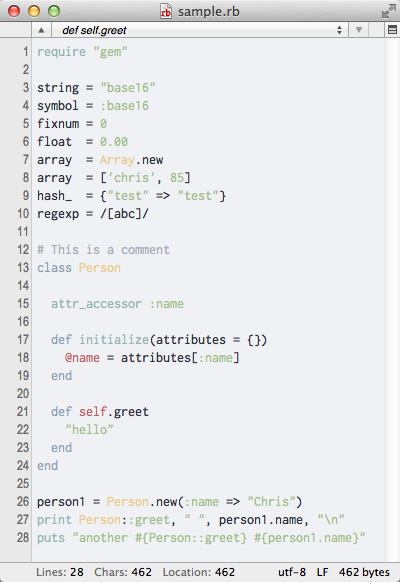 sample.rb
def self.greet
1 require "gem"
2
3 string = "base16"
4 symbol = :base16
5 fixnum = 0
6 float  = 0.00
7 array  = Array.new
8 array  = ['chris', 85]
9 hash_  = {"test" => "test"}
10 regexp = /[abc]/
11
12 # This is a comment
13 class Person
14
15   attr_accessor :name
16
17   def initialize(attributes = {})
18     @name = attributes[:name]
19   end
20
21   def self.greet
22     "hello"
23   end
24 end
25
26 person1 = Person.new(:name => "Chris")
27 print Person::greet, " ", person1.name, "\n"
28 puts "another #{Person::greet} #{person1.name}"
Lines: 28 Chars: 462 Location: 462 utf-8 LF 462 bytes